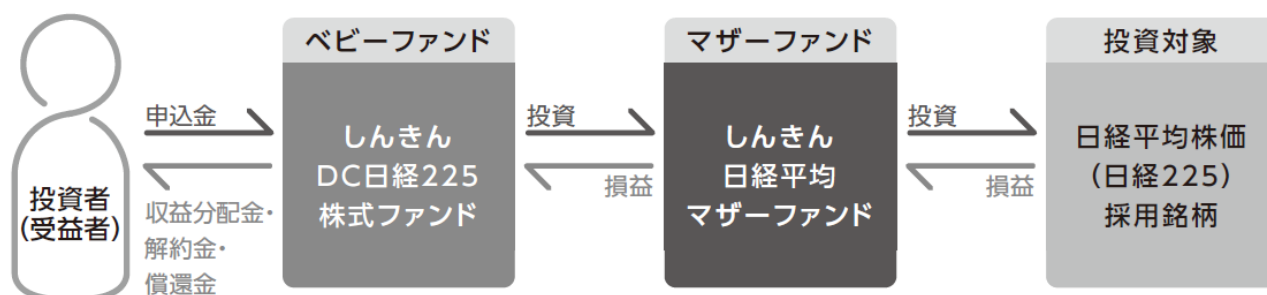 投資者
(受益者)
申込金
収益分配金・
解約金・
償還金
ベビーファンド
しんきん
DC日経225
株式ファンド
投資
損益
マザーファンド
しんきん
日経平均
マザーファンド
投資
損益
投資対象
日経平均株価
(日経225)
採用銘柄